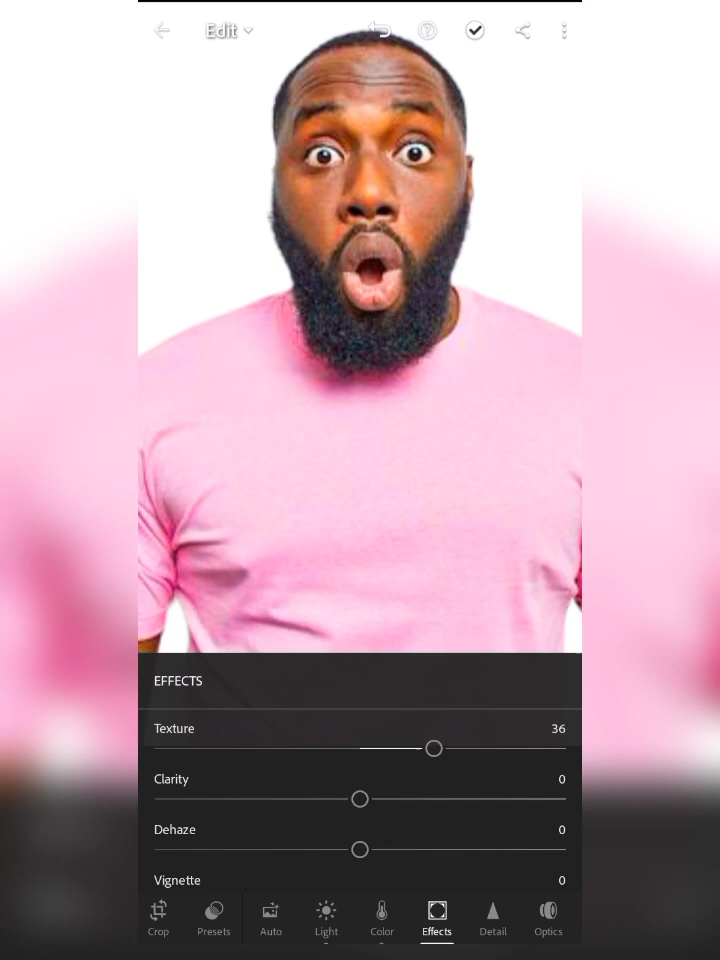 Edit
EFFECTS
Texture 36
Clarity 0
Dehaze 0
Vignette 0
Crop Presets Auto Light Color Effects Detail Optics